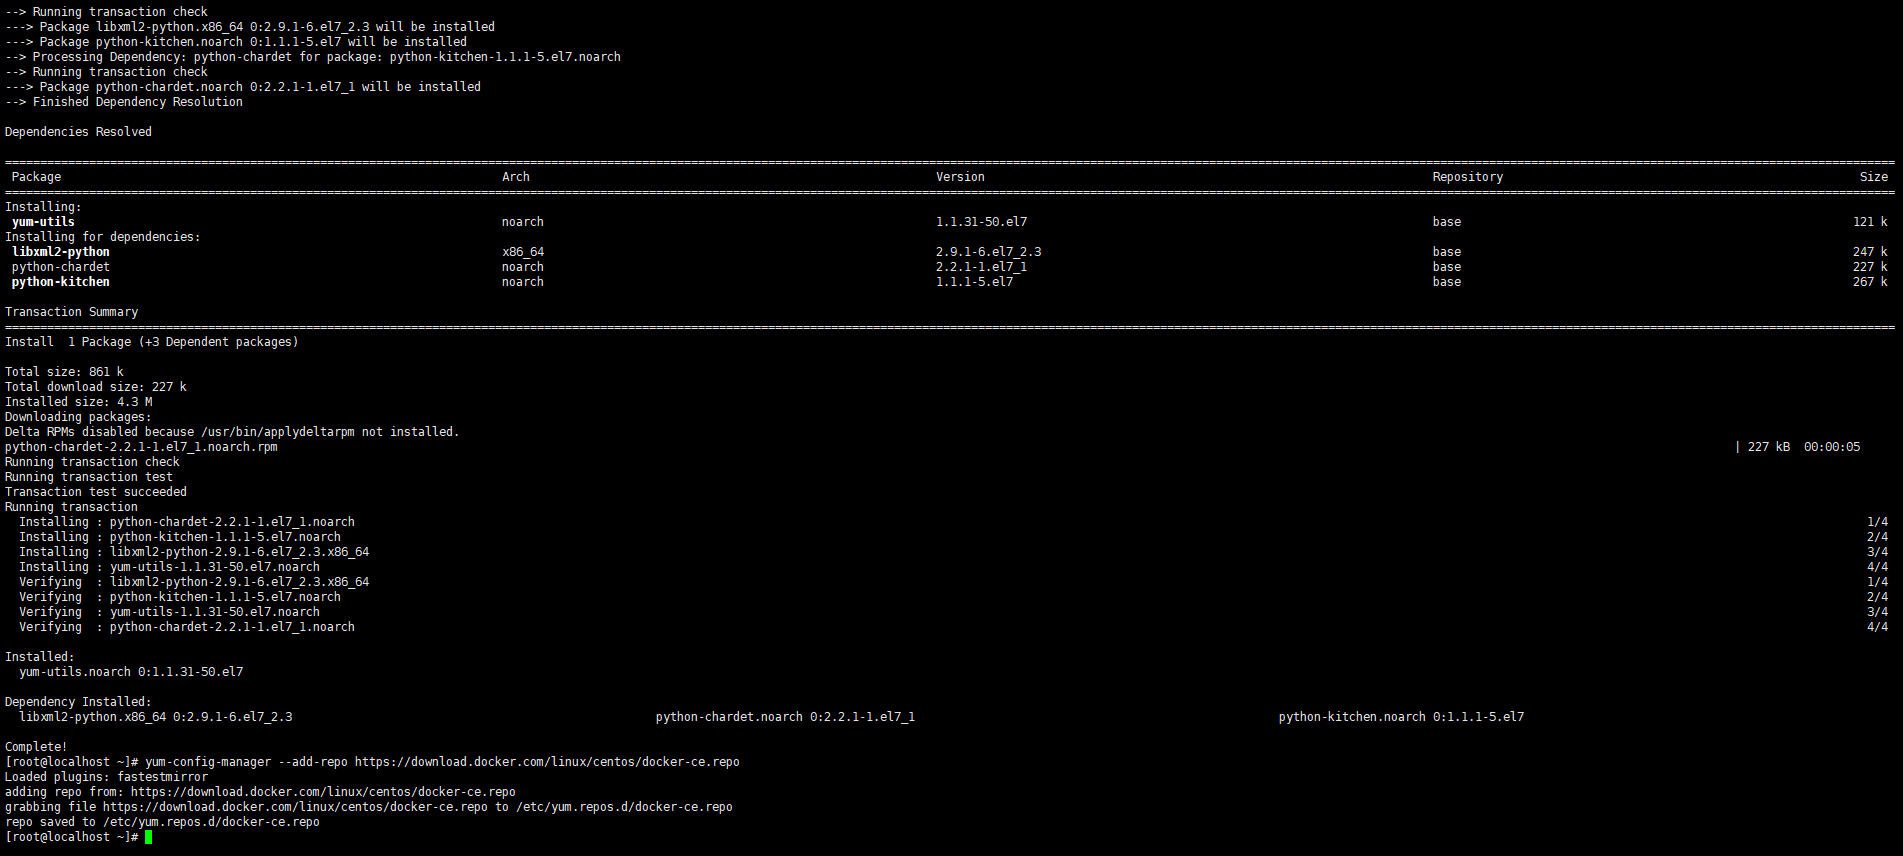 --> Running transaction check
---> Package libxml2-python.x86_64 0:2.9.1-6.el7_2.3 will be installed
---> Package python-kitchen.noarch 0:1.1.1-5.el7 will be installed
--> Processing Dependency: python-chardet for package: python-kitchen-1.1.1-5.el7.noarch
--> Running transaction check
---> Package python-chardet.noarch 0:2.2.1-1.el7_1 will be installed
--> Finished Dependency Resolution
Dependencies Resolved
Package Arch Version Repository Size
Installing:
yum-utils noarch 1.1.31-50.el7 base 121 k
Installing for dependencies:
libxml2-python x86_64 2.9.1-6.el7_2.3 base 247 k
python-chardet noarch 2.2.1-1.el7_1 base 227 k
python-kitchen noarch 1.1.1-5.el7 base 267 k
Transaction Summary
Install  1 Package (+3 Dependent packages)
Total size: 861 k
Total download size: 227 k
Installed size: 4.3 M
Downloading packages:
Delta RPMs disabled because /usr/bin/applydeltarpm not installed.
python-chardet-2.2.1-1.el7_1.noarch.rpm | 227 kB  00:00:05
Running transaction check
Running transaction test
Transaction test succeeded
Running transaction
Installing : python-chardet-2.2.1-1.el7_1.noarch 1/4
Installing : python-kitchen-1.1.1-5.el7.noarch 2/4
Installing : libxml2-python-2.9.1-6.el7_2.3.x86_64 3/4
Installing : yum-utils-1.1.31-50.el7.noarch 4/4
Verifying  : libxml2-python-2.9.1-6.el7_2.3.x86_64 1/4
Verifying  : python-kitchen-1.1.1-5.el7.noarch 2/4
Verifying  : yum-utils-1.1.31-50.el7.noarch 3/4
Verifying  : python-chardet-2.2.1-1.el7_1.noarch 4/4
Installed:
yum-utils.noarch 0:1.1.31-50.el7
Dependency Installed:
libxml2-python.x86_64 0:2.9.1-6.el7_2.3 python-chardet.noarch 0:2.2.1-1.el7_1 python-kitchen.noarch 0:1.1.1-5.el7
Complete!
[root@localhost ~]# yum-config-manager --add-repo https://download.docker.com/linux/centos/docker-ce.repo
Loaded plugins: fastestmirror
adding repo from: https://download.docker.com/linux/centos/docker-ce.repo
grabbing file https://download.docker.com/linux/centos/docker-ce.repo to /etc/yum.repos.d/docker-ce.repo
repo saved to /etc/yum.repos.d/docker-ce.repo
[root@localhost ~]#